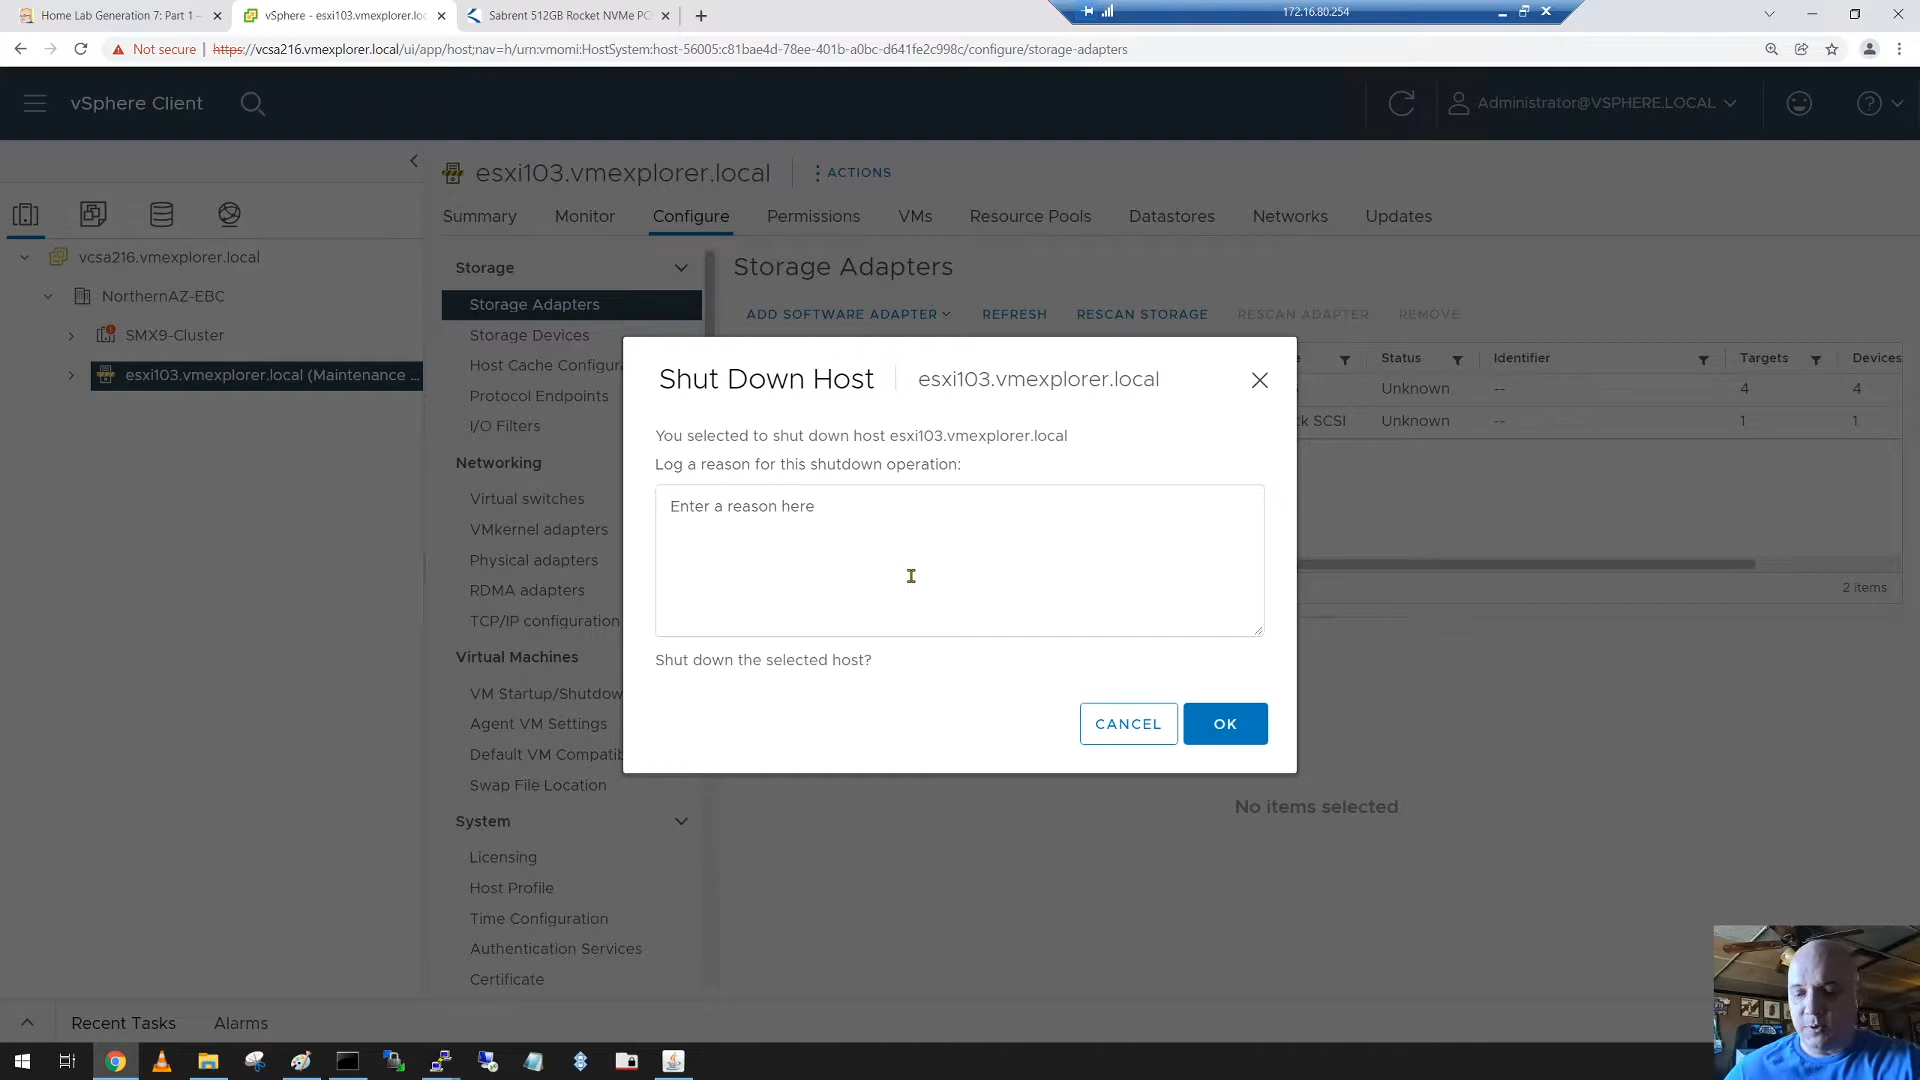 Home Lab Generation 7: Part 1 -
vSphere - esxi103.vmexplorer.loc
Sabrent 512GB Rocket NVMe PC
172.16.80.254
Not secure
https://vcsa216.vmexplorer.local/ui/app/host;nav=h/urn:vmomi:HostSystem:host-56005:c81bae4d-78ee-401b-a0bc-d641fe2c998c/configure/storage-adapters
vSphere Client
Administrator@VSPHERE.LOCAL
esxi103.vmexplorer.local
ACTIONS
Summary
Monitor
Configure
Permissions
VMs
Resource Pools
Datastores
Networks
Updates
vcsa216.vmexplorer.local
NorthernAZ-EBC
SMX9-Cluster
esxi103.vmexplorer.local (Maintenance ...
Storage
Storage Adapters
Storage Devices
Host Cache Configura
Protocol Endpoints
I/O Filters
Networking
Virtual switches
VMkernel adapters
Physical adapters
RDMA adapters
TCP/IP configuration
Virtual Machines
VM Startup/Shutdow
Agent VM Settings
Default VM Compatib
Swap File Location
System
Licensing
Host Profile
Time Configuration
Authentication Services
Certificate
Storage Adapters
ADD SOFTWARE ADAPTER
REFRESH
RESCAN STORAGE
RESCAN ADAPTER
REMOVE
Status
Identifier
Targets
Devices
Unknown
--
4
4
ck SCSI
Unknown
--
1
1
2 items
No items selected
Shut Down Host
esxi103.vmexplorer.local
You selected to shut down host esxi103.vmexplorer.local
Log a reason for this shutdown operation:
Enter a reason here
Shut down the selected host?
CANCEL
OK
Recent Tasks
Alarms